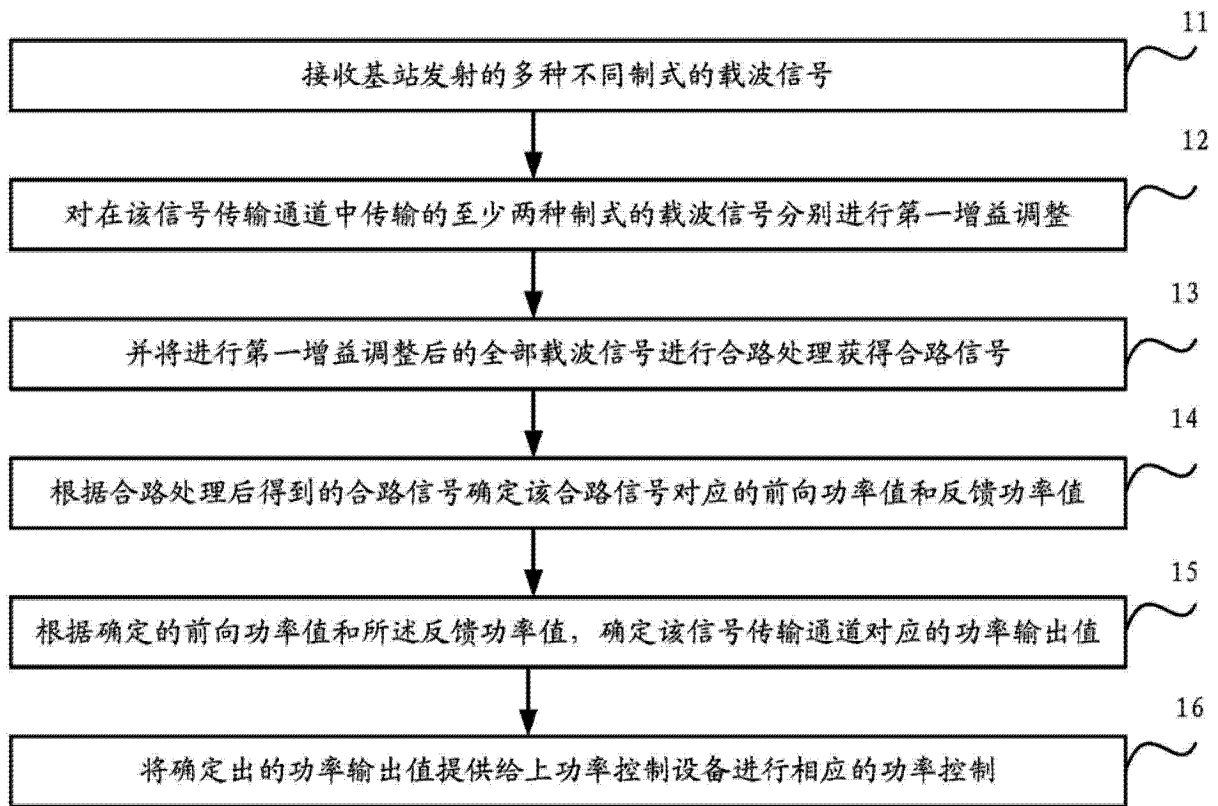 11
接收基站发射的多种不同制式的载波信号
12
对在该信号传输通道中传输的至少两种制式的载波信号分别进行第一增益调整
13
并将进行第一增益调整后的全部载波信号进行合路处理获得合路信号
14
根据合路处理后得到的合路信号确定该合路信号对应的前向功率值和反馈功率值
15
根据确定的前向功率值和所述反馈功率值，确定该信号传输通道对应的功率输出值
16
将确定出的功率输出值提供给上功率控制设备进行相应的功率控制